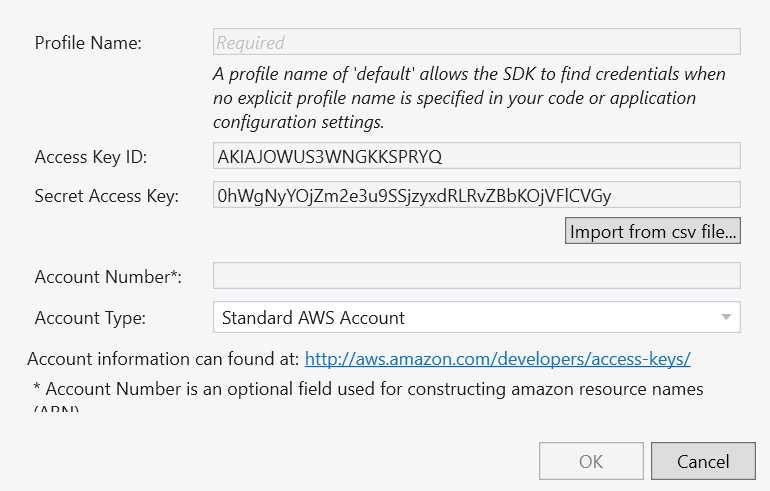 Profile Name:
Required
A profile name of 'default' allows the SDK to find credentials when
no explicit profile name is specified in your code or application
configuration settings.
Access Key ID: AKIAJOWUS3WNGKKSPRYQ
Secret Access Key: 0hWgNyYOjZm2e3u9SSjzyxdRLRvZBbKOjVFlCVGy
Import from csv file...
Account Number*:
Account Type: Standard AWS Account
Account information can found at: http://aws.amazon.com/developers/access-keys/
* Account Number is an optional field used for constructing amazon resource names
(ARN)
OK Cancel